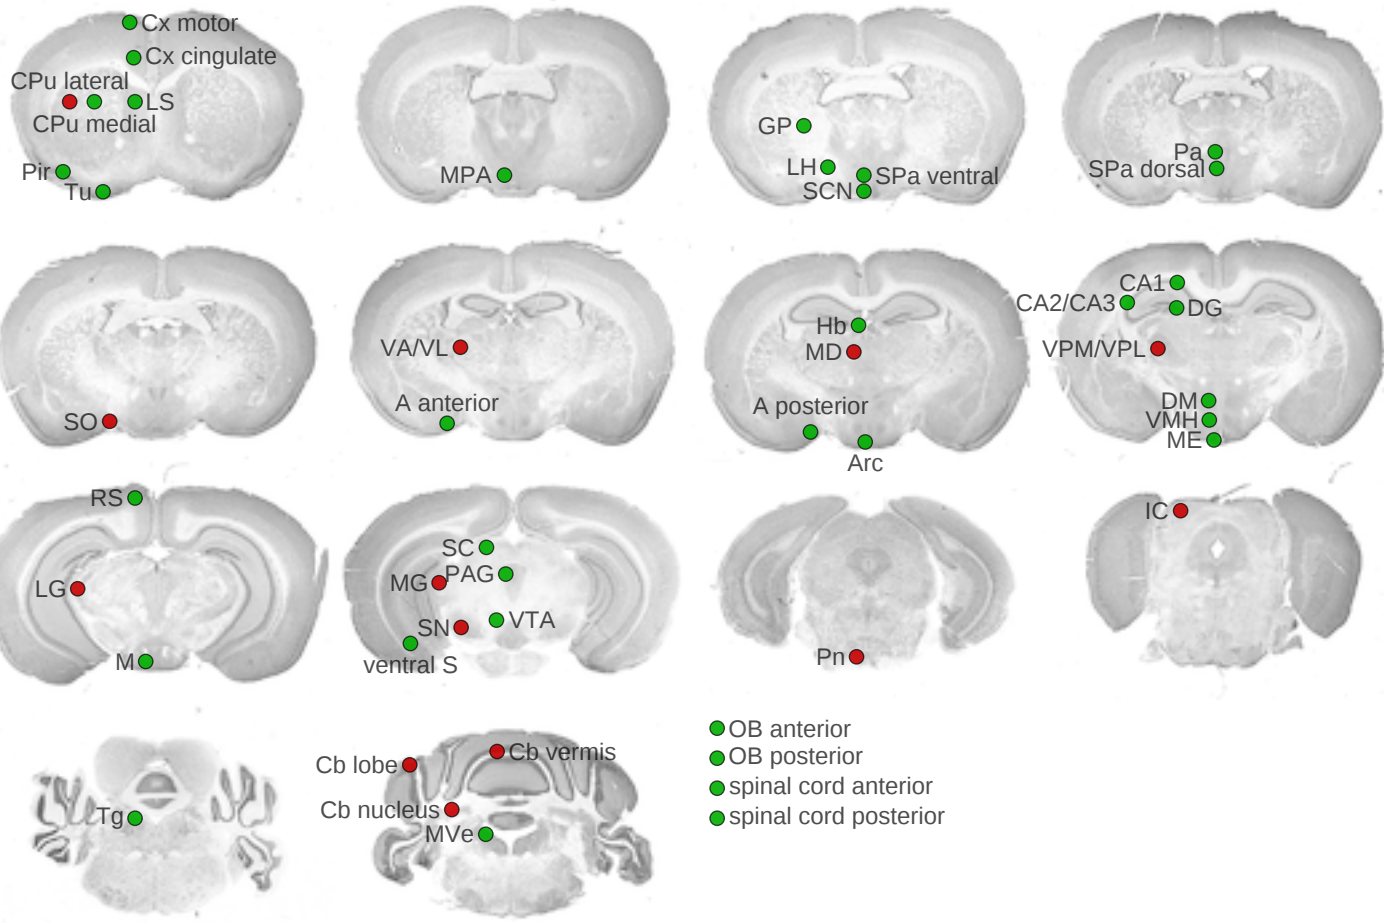 Cx motor
Cx cingulate
CPu lateral
LS
CPu medial
Pir
Tu
MPA
GP
LH
SPa ventral
SCN
Pa
SPa dorsal
SO
VA/VL
A anterior
Hb
MD
A posterior
Arc
CA1
CA2/CA3
DG
VPM/VPL
DM
VMH
ME
RS
LG
M
SC
MG
PAG
SN
VTA
ventral S
Pn
IC
Tg
Cb lobe
Cb vermis
Cb nucleus
MVe
OB anterior
OB posterior
spinal cord anterior
spinal cord posterior